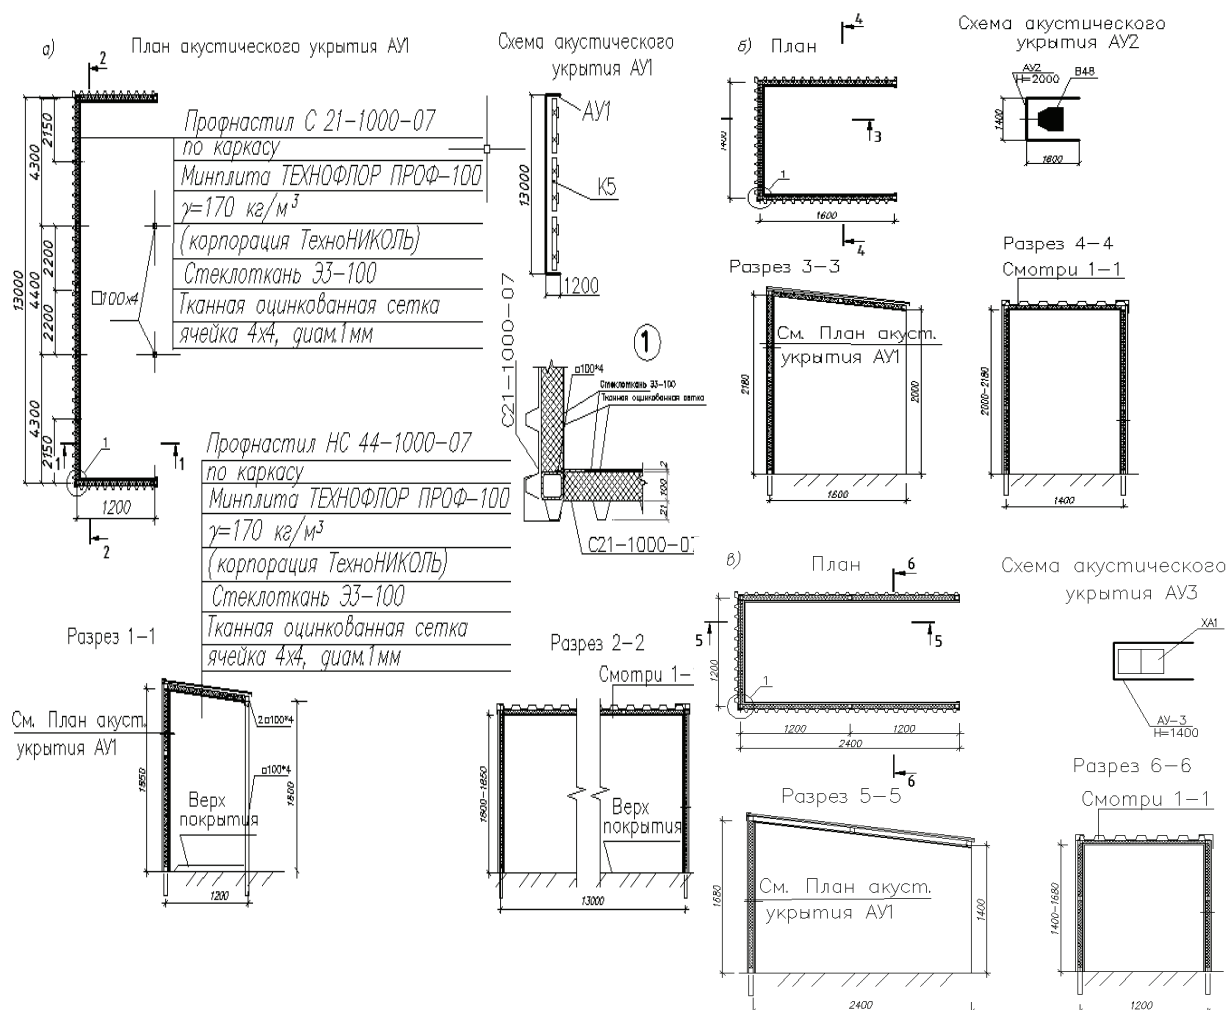 а)
План акустического укрытия АУ1
2
2150
4300
2200
4400
2200
13000
4300
2150
□100x4
Профнастил С 21-1000-07
по каркасу
Минплита ТЕХНОФЛОР ПРОФ-100
γ=170 кг/м³
(корпорация ТехноНИКОЛЬ)
Стеклоткань ЭЗ-100
Тканная оцинкованная сетка
ячейка 4х4, диам.1мм
1
1
1
1200
2
Схема акустического
укрытия АУ1
АУ1
К5
13000
1200
1
С21-1000-07
□100*4
Стеклоткань ЭЗ-100
Тканная оцинкованная сетка
2
100
21
С21-1000-07
Профнастил НС 44-1000-07
по каркасу
Минплита ТЕХНОФЛОР ПРОФ-100
γ=170 кг/м³
(корпорация ТехноНИКОЛЬ)
Стеклоткань ЭЗ-100
Тканная оцинкованная сетка
ячейка 4х4, диам.1мм
Разрез 1-1
См. План акуст.
укрытия АУ1
2□100*4
□100*4
Верх
покрытия
1200
Разрез 2-2
Смотри 1-
Верх
покрытия
13000
б)
План
4
3
1400
1
1600
4
Схема акустического
укрытия АУ2
АУ2
H=2000
В48
1400
1600
Разрез 3-3
См. План акуст.
укрытия АУ1
2180
2000
1600
Разрез 4-4
Смотри 1-1
2000-2180
1400
в)
План
6
5
5
1200
1
1200
1200
2400
6
Схема акустического
укрытия АУ3
ХА1
АУ-3
H=1400
Разрез 5-5
См. План акуст.
укрытия АУ1
1680
1400
2400
Разрез 6-6
Смотри 1-1
1400-1680
1200